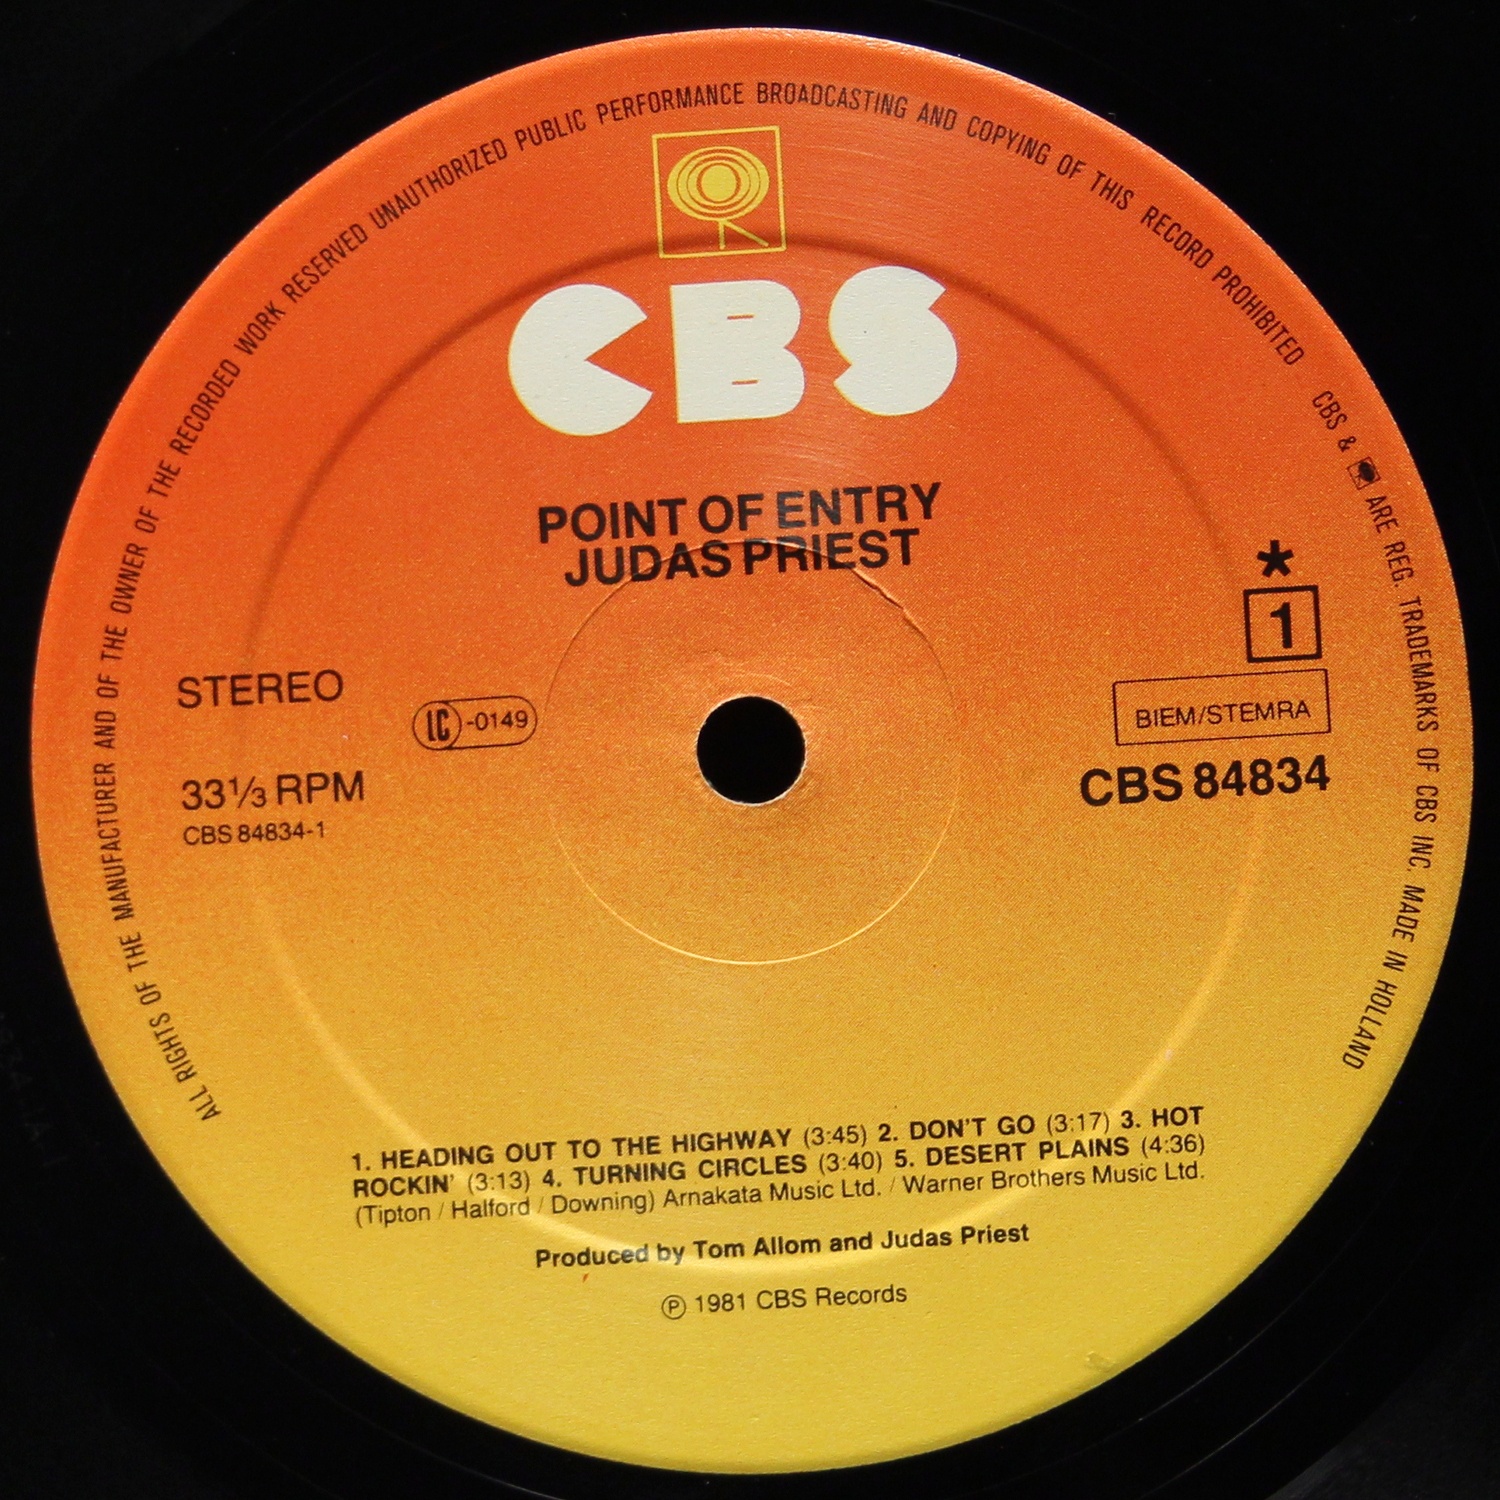 ALL RIGHTS OF THE MANUFACTURER AND OF THE OWNER OF THE RECORDED WORK RESERVED UNAUTHORIZED PUBLIC PERFORMANCE BROADCASTING AND COPYING OF THIS RECORD PROHIBITED CBS & ARE REG. TRADEMARKS OF CBS INC. MADE IN HOLLAND
CBS
POINT OF ENTRY
JUDAS PRIEST
STEREO
LC-0149
33⅓ RPM
CBS 84834-1
*
1
BIEM/STEMRA
CBS 84834
1. HEADING OUT TO THE HIGHWAY (3:45) 2. DON'T GO (3:17) 3. HOT
ROCKIN' (3:13) 4. TURNING CIRCLES (3:40) 5. DESERT PLAINS (4:36)
(Tipton / Halford / Downing) Arnakata Music Ltd. / Warner Brothers Music Ltd.
Produced by Tom Allom and Judas Priest
℗ 1981 CBS Records